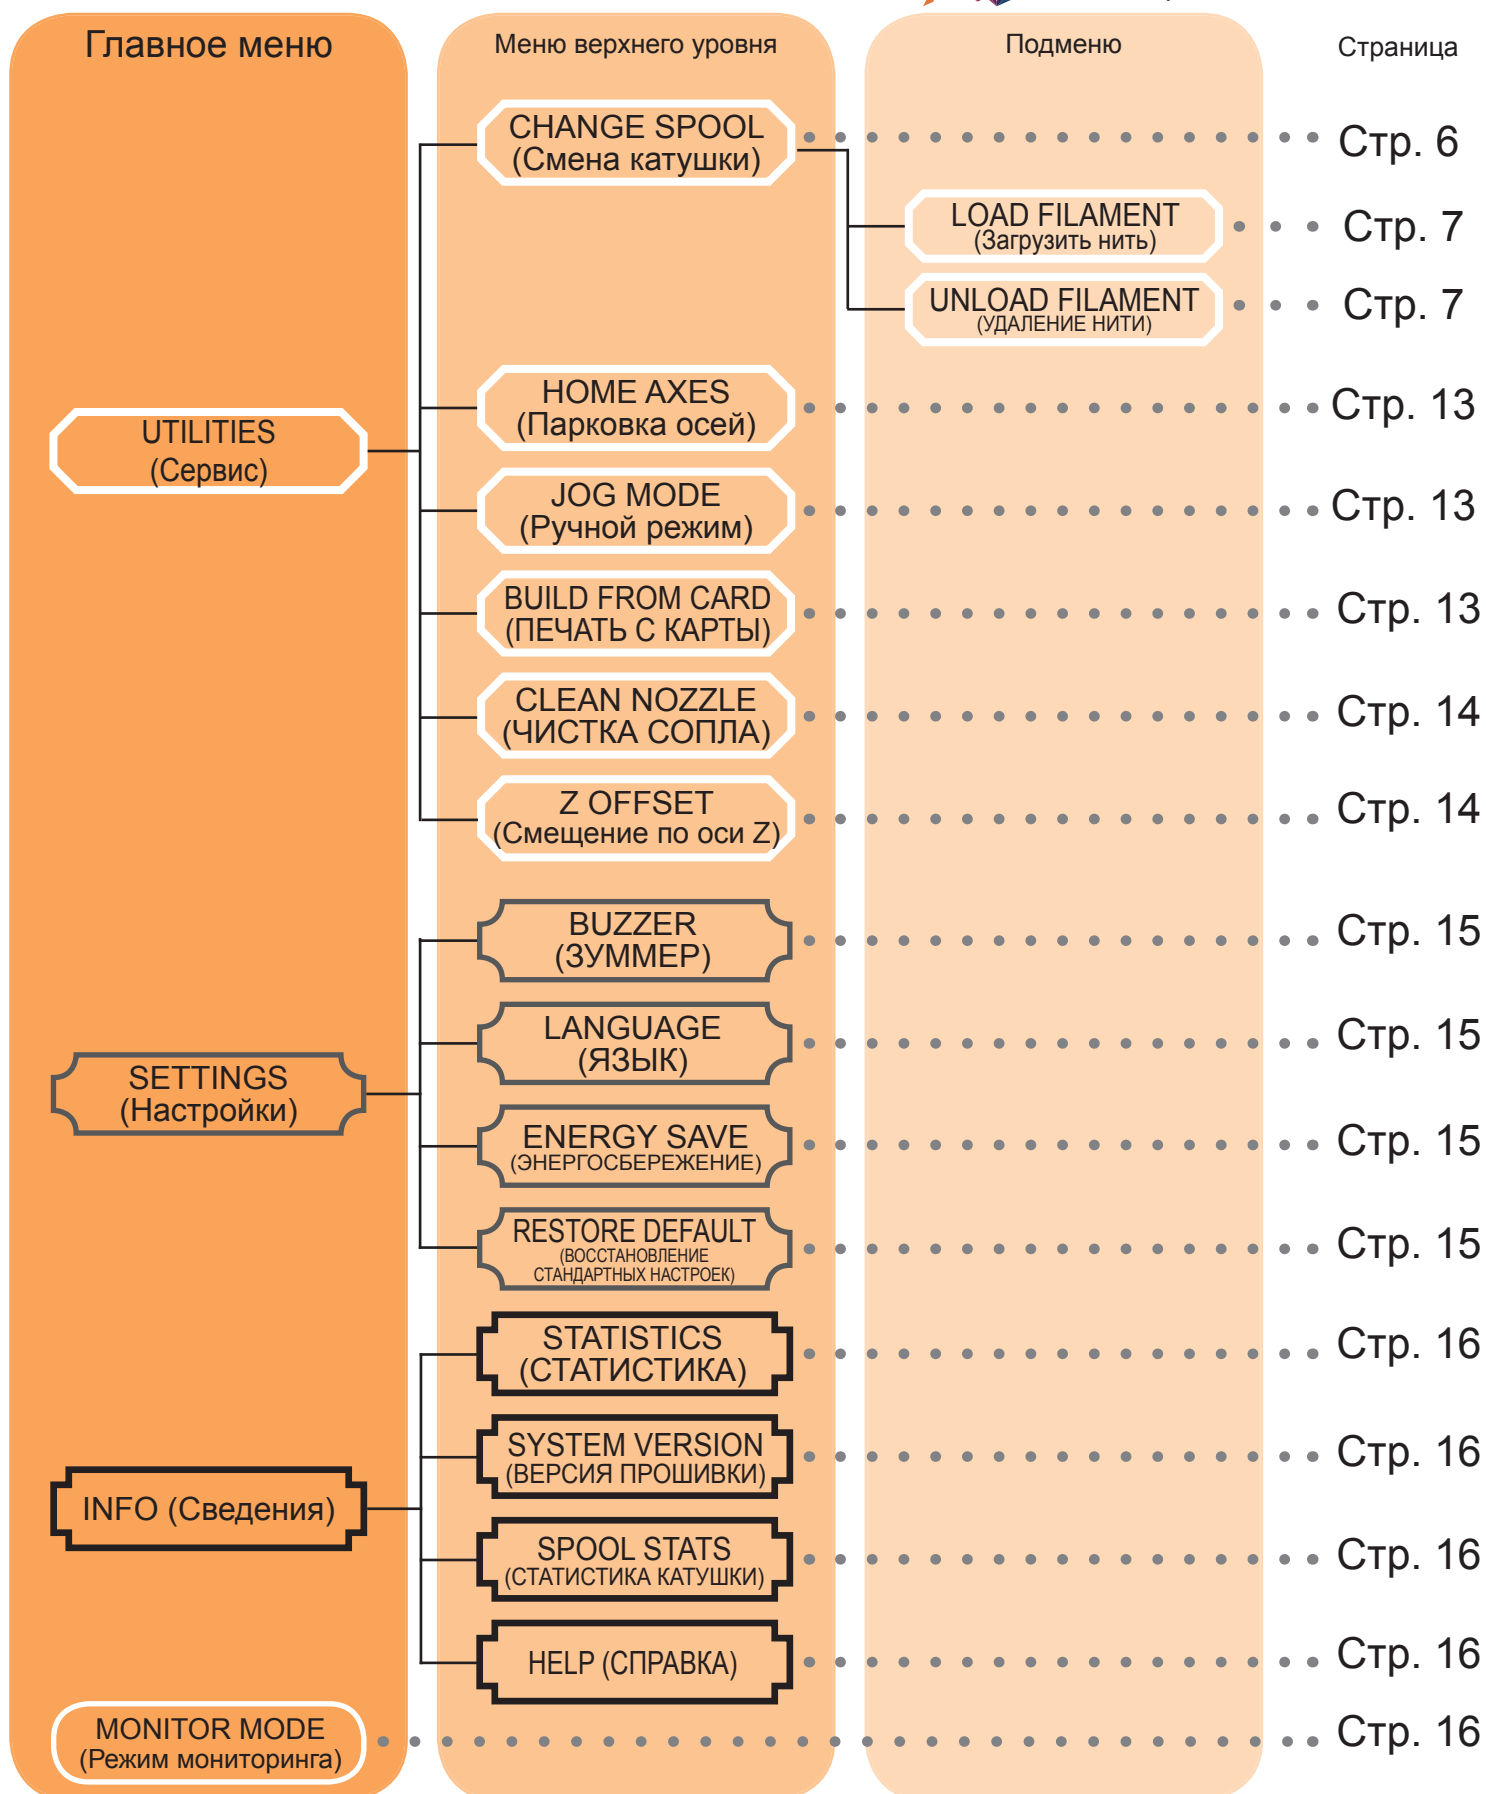 Главное меню
Меню верхнего уровня
Подменю
Страница
CHANGE SPOOL
(Смена катушки)
Стр. 6
LOAD FILAMENT
(Загрузить нить)
Стр. 7
UNLOAD FILAMENT
(УДАЛЕНИЕ НИТИ)
Стр. 7
UTILITIES
(Сервис)
HOME AXES
(Парковка осей)
Стр. 13
JOG MODE
(Ручной режим)
Стр. 13
BUILD FROM CARD
(ПЕЧАТЬ С КАРТЫ)
Стр. 13
CLEAN NOZZLE
(ЧИСТКА СОПЛА)
Стр. 14
Z OFFSET
(Смещение по оси Z)
Стр. 14
SETTINGS
(Настройки)
BUZZER
(ЗУММЕР)
Стр. 15
LANGUAGE
(ЯЗЫК)
Стр. 15
ENERGY SAVE
(ЭНЕРГОСБЕРЕЖЕНИЕ)
Стр. 15
RESTORE DEFAULT
(ВОССТАНОВЛЕНИЕ
СТАНДАРТНЫХ НАСТРОЕК)
Стр. 15
INFO (Сведения)
STATISTICS
(СТАТИСТИКА)
Стр. 16
SYSTEM VERSION
(ВЕРСИЯ ПРОШИВКИ)
Стр. 16
SPOOL STATS
(СТАТИСТИКА КАТУШКИ)
Стр. 16
HELP (СПРАВКА)
Стр. 16
MONITOR MODE
(Режим мониторинга)
Стр. 16